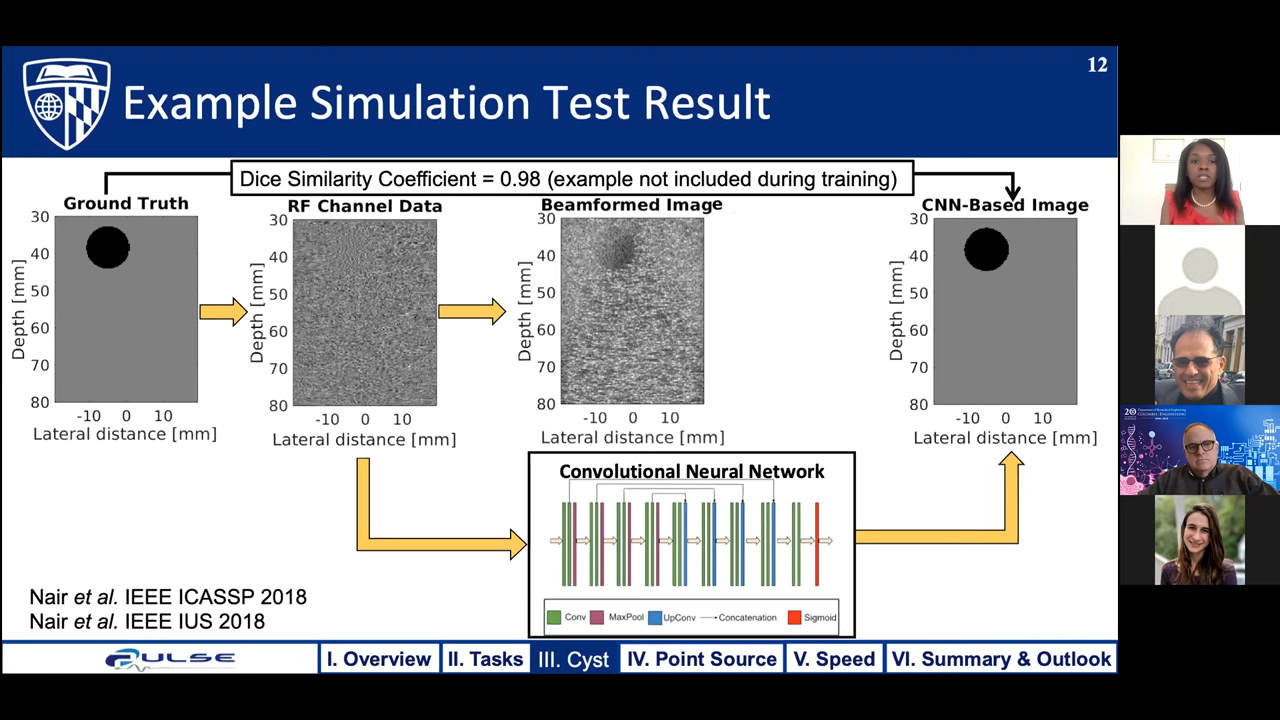 12
Example Simulation Test Result
Dice Similarity Coefficient = 0.98 (example not included during training)
Ground Truth
30
40
50
60
70
80
Depth [mm]
-10 0 10
Lateral distance [mm]
RF Channel Data
30
40
50
60
70
80
Depth [mm]
-10 0 10
Lateral distance [mm]
Beamformed Image
30
40
50
60
70
80
Depth [mm]
-10 0 10
Lateral distance [mm]
CNN-Based Image
30
40
50
60
70
80
Depth [mm]
-10 0 10
Lateral distance [mm]
Convolutional Neural Network
Conv MaxPool UpConv Concatenation Sigmoid
Nair et al. IEEE ICASSP 2018
Nair et al. IEEE IUS 2018
PULSE
I. Overview II. Tasks III. Cyst IV. Point Source V. Speed VI. Summary & Outlook
20